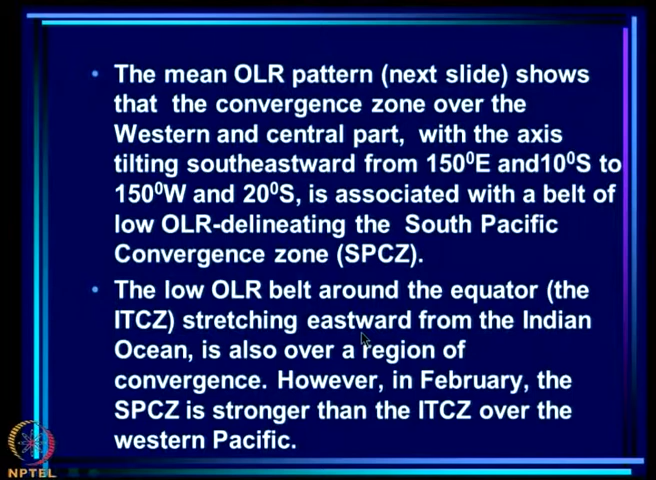 • The mean OLR pattern (next slide) shows
that the convergence zone over the
Western and central part, with the axis
tilting southeastward from 150⁰E and10⁰S to
150⁰W and 20⁰S, is associated with a belt of
low OLR-delineating the South Pacific
Convergence zone (SPCZ).
• The low OLR belt around the equator (the
ITCZ) stretching eastward from the Indian
Ocean, is also over a region of
convergence. However, in February, the
SPCZ is stronger than the ITCZ over the
western Pacific.
NPTEL